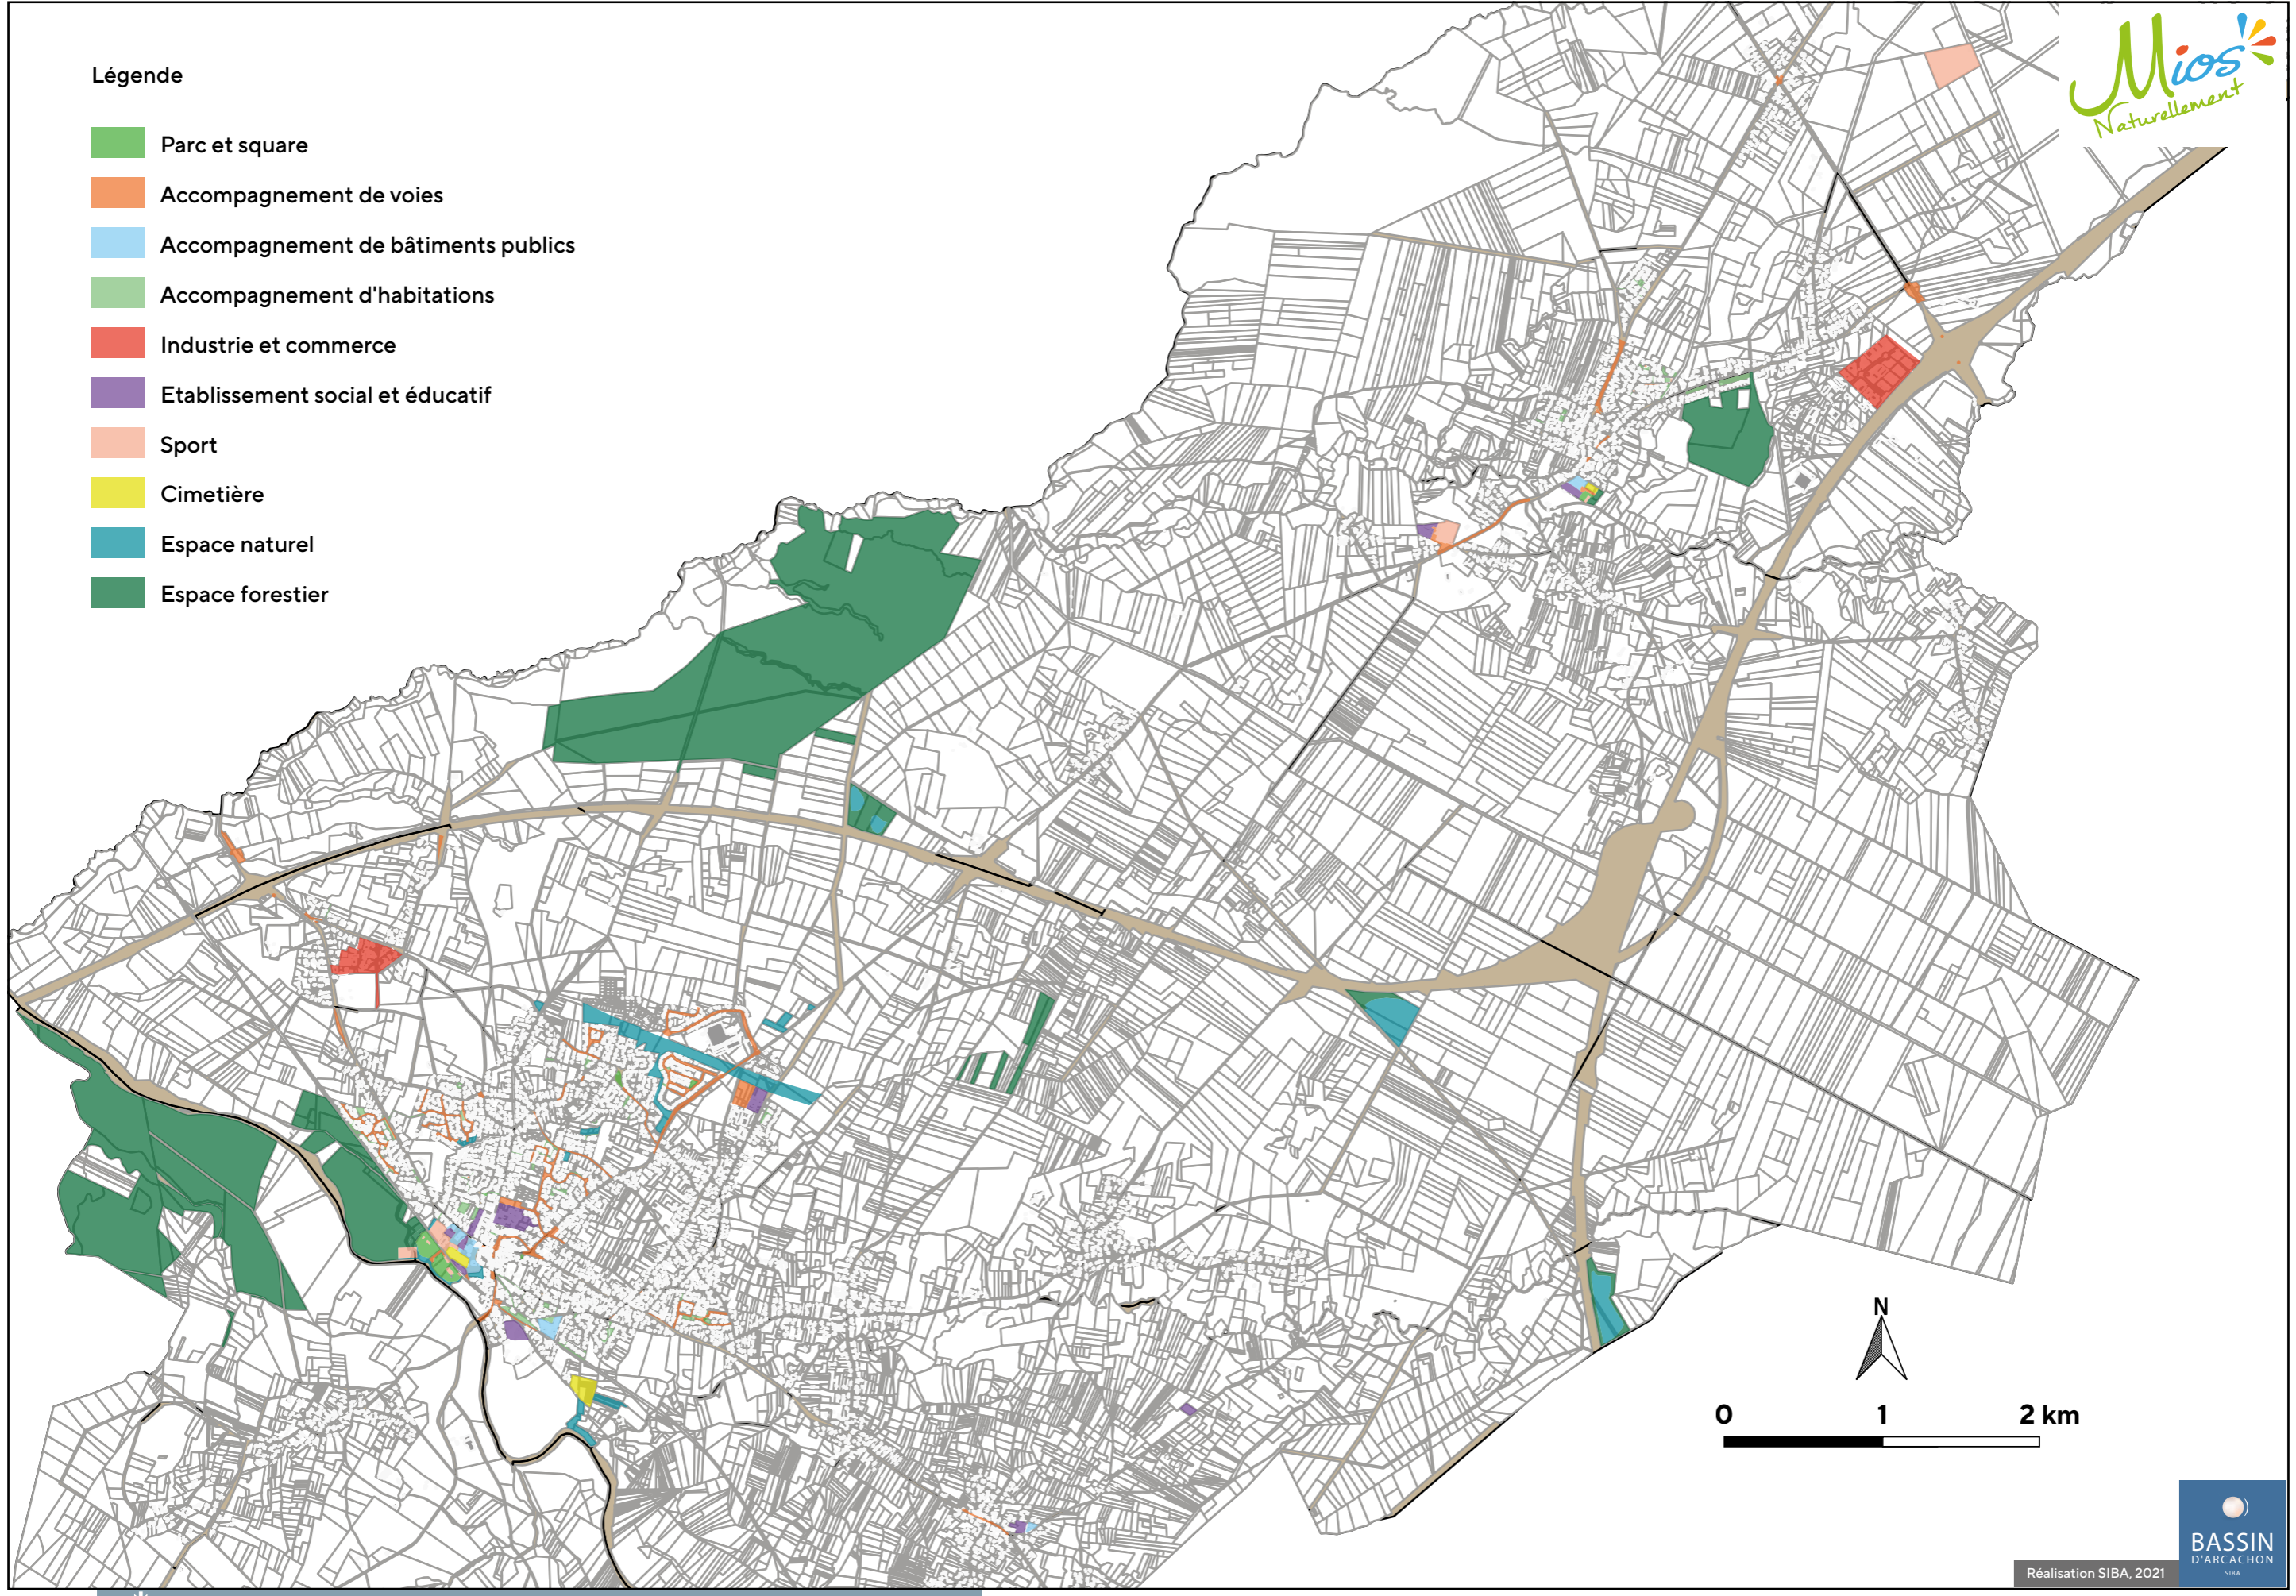 Légende
Parc et square
Accompagnement de voies
Accompagnement de bâtiments publics
Accompagnement d'habitations
Industrie et commerce
Etablissement social et éducatif
Sport
Cimetière
Espace naturel
Espace forestier
Mios
Naturellement
N
0 1 2 km
BASSIN
D'ARCACHON
SIBA
Réalisation SIBA, 2021